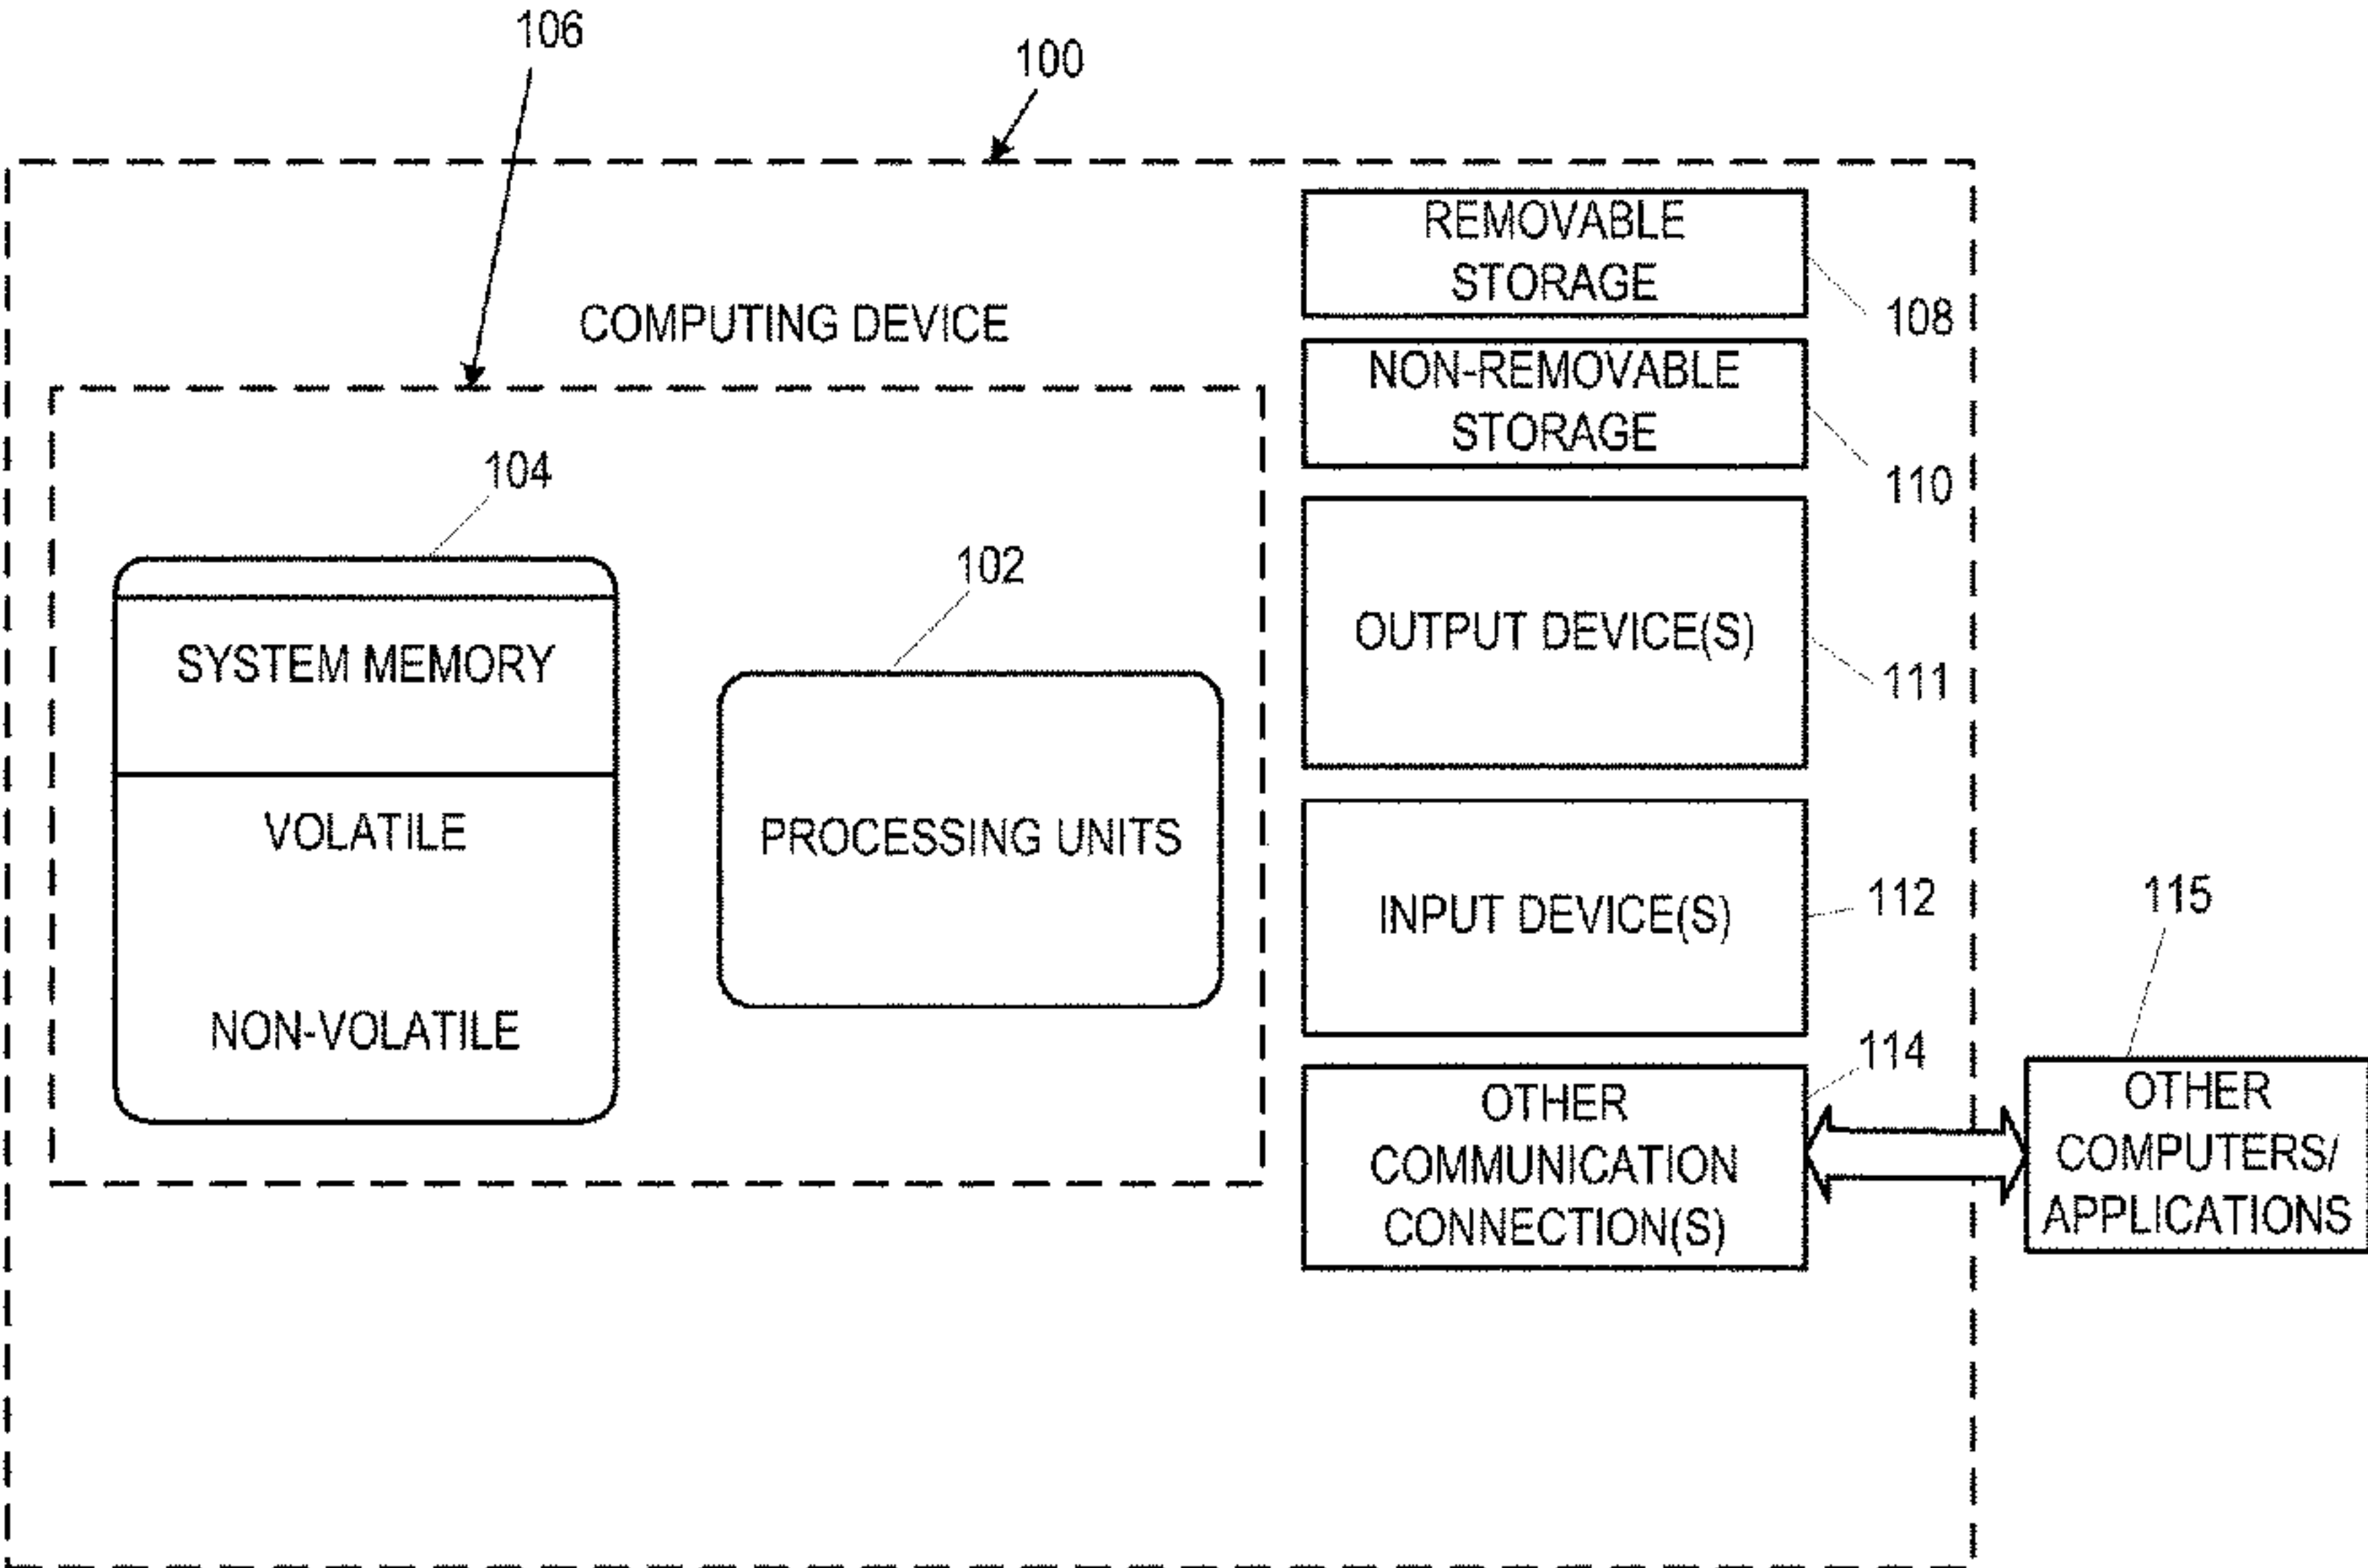 106
100
COMPUTING DEVICE
REMOVABLE
STORAGE
108
NON-REMOVABLE
STORAGE
110
104
SYSTEM MEMORY
VOLATILE
NON-VOLATILE
102
PROCESSING UNITS
OUTPUT DEVICE(S)
111
INPUT DEVICE(S)
112
114
OTHER
COMMUNICATION
CONNECTION(S)
115
OTHER
COMPUTERS/
APPLICATIONS